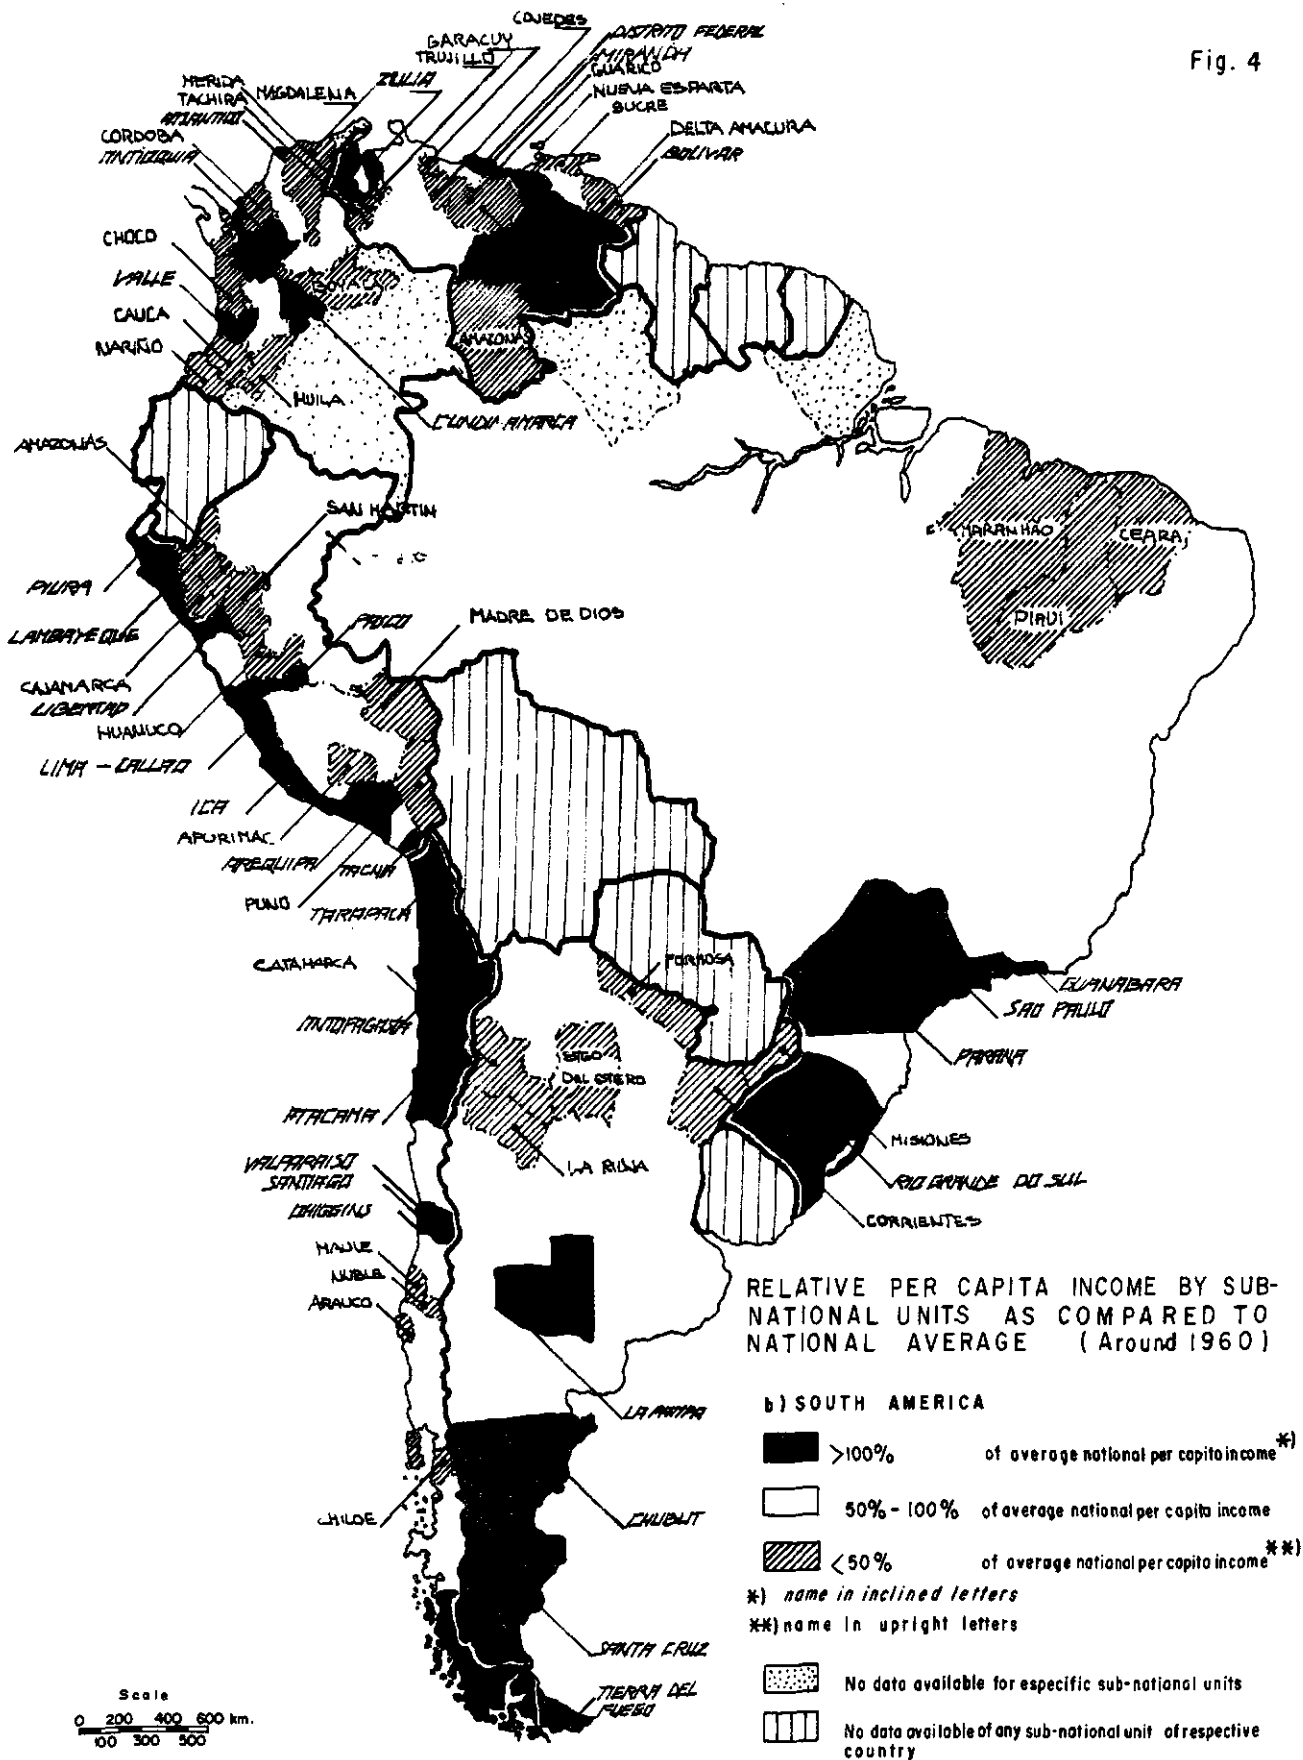 Fig. 4
COJEDES
DISTRITO FEDERAL
GARACUY
MIRANDA
TRUJILLO
GUARICO
MERIDA
ZULIA
NUEVA ESPARTA
TACHIRA
MAGDALENA
SUCRE
ATLANTICO
CORDOBA
DELTA AMACURA
ANTIOQUIA
BOLIVAR
CHOCO
BOYACA
VALLE
CAUCA
AMAZONAS
NARIÑO
HUILA
CUNDIAMARCA
AMAZONAS
SAN MARTIN
MARANHÃO
CEARA
PIURA
PIAUI
LAMBAYEQUE
PASCO
MADRE DE DIOS
CAJAMARCA
LIBERTAD
HUANUCO
LIMA - CALLAO
ICA
APURIMAC
AREQUIPA
TACNA
PUNO
TARAPACA
CATAMARCA
FORMOSA
GUANABARA
SAO PAULO
ANTOFAGASTA
PARANA
STGO
DEL ESTERO
ATACAMA
MISIONES
VALPARAISO
LA RIOJA
SANTIAGO
RIO GRANDE DO SUL
OHIGGINS
CORRIENTES
MAULE
NUBLE
ARAUCO
RELATIVE PER CAPITA INCOME BY SUB-
NATIONAL UNITS AS COMPARED TO
NATIONAL AVERAGE (Around 1960)
LA PAMPA
b) SOUTH AMERICA
>100% of average national per capita income *)
50% - 100% of average national per capita income
CHILOE
CHUBUT
<50% of average national per capita income **)
*) name in inclined letters
**) name in upright letters
SANTA CRUZ
No data available for especific sub-national units
TIERRA DEL
FUEGO
No data available of any sub-national unit of respective
country
Scale
0 200 400 600 km.
100 300 500